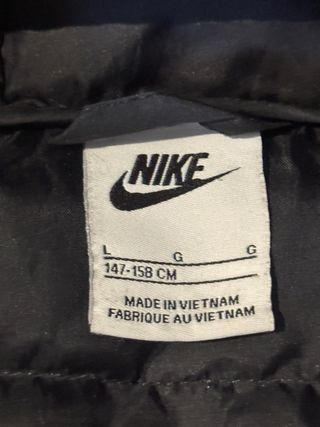 NIKE
L G G
147-158 CM
MADE IN VIETNAM
FABRIQUE AU VIETNAM